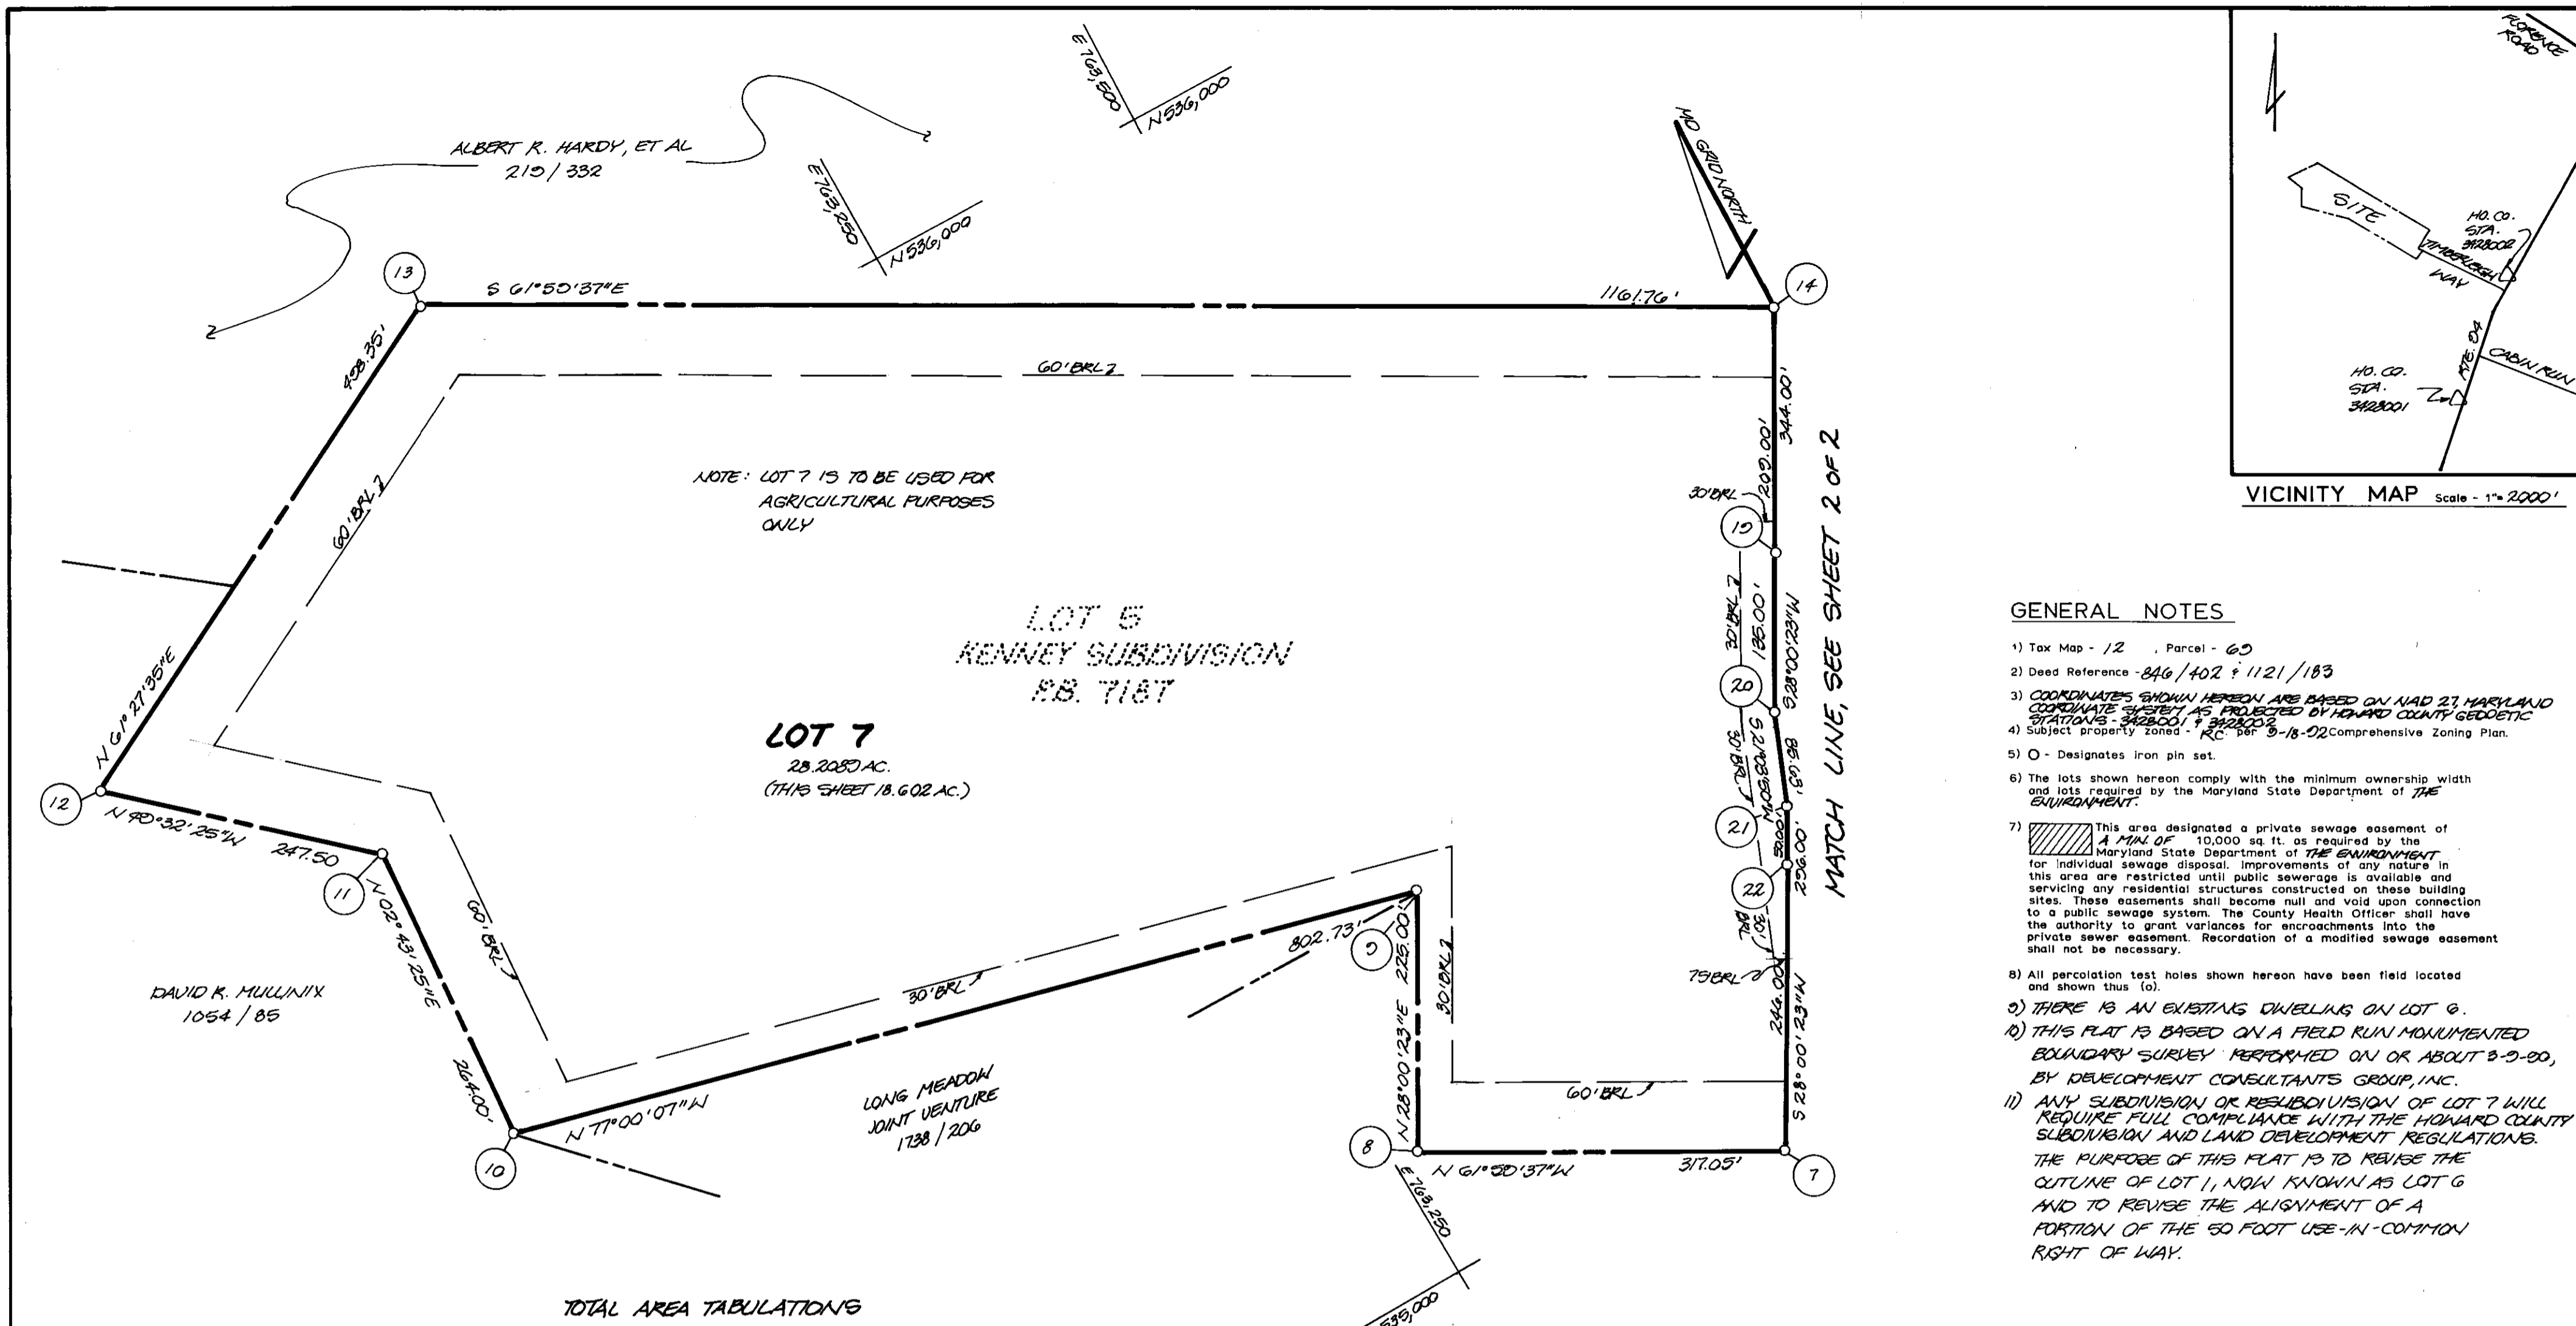 ALBERT R. HARDY, ET AL
219/332
E 763,500
N 536,000
E 763,250
N 536,000
MD GRID NORTH
13
S 61°59'37"E
1161.76'
14
498.35'
60' BRL
344.00'
209.00'
30' BRL
60' BRL
NOTE: LOT 7 IS TO BE USED FOR
AGRICULTURAL PURPOSES
ONLY
19
30' BRL
135.00'
S 28°00'23"W
MATCH LINE, SEE SHEET 2 OF 2
LOT 5
KENNEY SUBDIVISION
P.B. 7187
LOT 7
28.2089 AC.
(THIS SHEET 18.602 AC.)
N 61°27'35"E
12
N 40°32'25"W
247.50
11
N 02°43'25"E
264.00'
60' BRL
DAVID R. MULLINIX
1054/85
10
N 77°00'07"W
802.73'
30' BRL
LONG MEADOW
JOINT VENTURE
1738/206
9
N 28°00'23"E 225.00'
30' BRL
20
85.63'
30' BRL
21
50.00'
296.00'
22
30'
BRL
75' BRL
246.00'
S 28°00'23"W
60' BRL
8
N 61°59'37"W
317.05'
7
E 763,250
535,000
TOTAL AREA TABULATIONS
FLORENCE
ROAD
SITE
HO. CO.
STA.
3428002
TIMBERLEIGH
WAY
RTE. 94
CABIN RUN
HO. CO.
STA.
3428001
VICINITY MAP Scale - 1"= 2000'
GENERAL NOTES
1) Tax Map - 12 , Parcel - 69
2) Deed Reference - 846/402 & 1121/183
3) COORDINATES SHOWN HEREON ARE BASED ON NAD 27, MARYLAND
COORDINATE SYSTEM AS PROJECTED BY HOWARD COUNTY GEODETIC
STATIONS - 3428001 & 3428002
4) Subject property zoned - RC per 9-18-92 Comprehensive Zoning Plan.
5) O - Designates iron pin set.
6) The lots shown hereon comply with the minimum ownership width
and lots required by the Maryland State Department of THE
ENVIRONMENT.
7) This area designated a private sewage easement of
A MIN. OF 10,000 sq. ft. as required by the
Maryland State Department of THE ENVIRONMENT
for individual sewage disposal. Improvements of any nature in
this area are restricted until public sewerage is available and
servicing any residential structures constructed on these building
sites. These easements shall become null and void upon connection
to a public sewage system. The County Health Officer shall have
the authority to grant variances for encroachments into the
private sewer easement. Recordation of a modified sewage easement
shall not be necessary.
8) All percolation test holes shown hereon have been field located
and shown thus (o).
9) THERE IS AN EXISTING DWELLING ON LOT 6.
10) THIS PLAT IS BASED ON A FIELD RUN MONUMENTED
BOUNDARY SURVEY PERFORMED ON OR ABOUT 3-9-90,
BY DEVELOPMENT CONSULTANTS GROUP, INC.
11) ANY SUBDIVISION OR RESUBDIVISION OF LOT 7 WILL
REQUIRE FULL COMPLIANCE WITH THE HOWARD COUNTY
SUBDIVISION AND LAND DEVELOPMENT REGULATIONS.
THE PURPOSE OF THIS PLAT IS TO REVISE THE
OUTLINE OF LOT 1, NOW KNOWN AS LOT 6
AND TO REVISE THE ALIGNMENT OF A
PORTION OF THE 50 FOOT USE-IN-COMMON
RIGHT OF WAY.